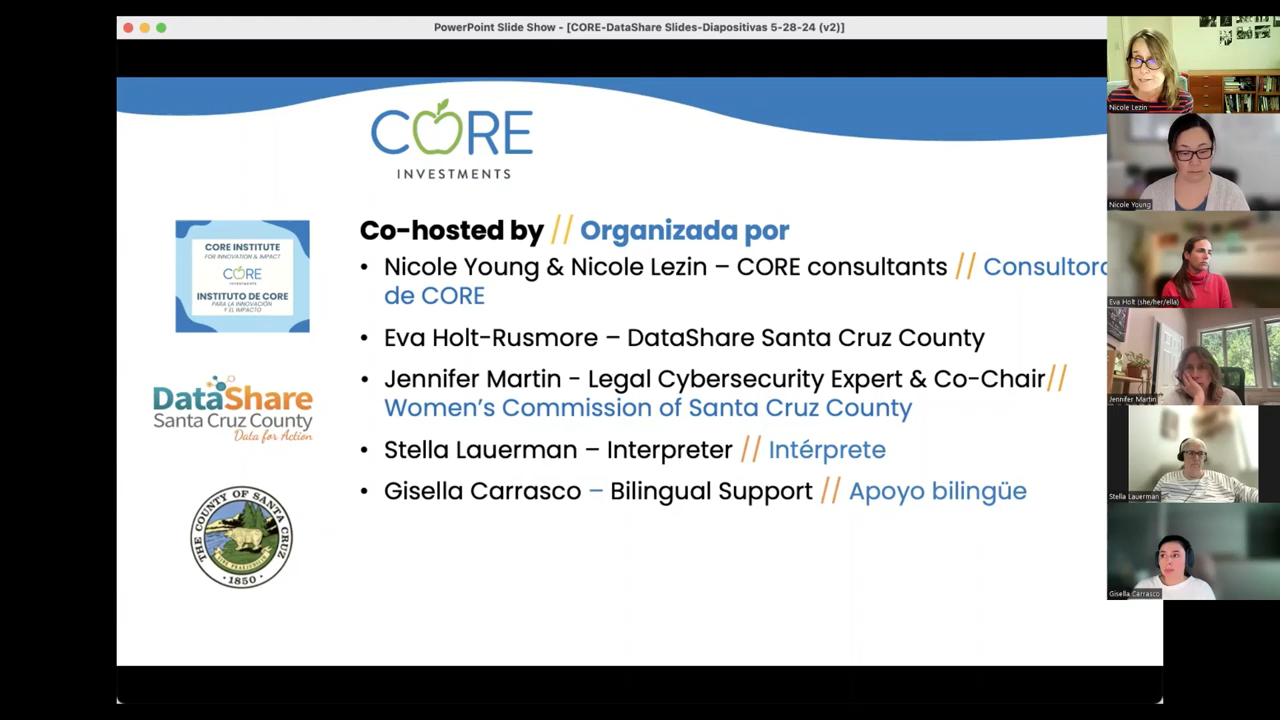 PowerPoint Slide Show - [CORE-DataShare Slides-Diapositivas 5-28-24 (v2)]
CORE
INVESTMENTS
CORE INSTITUTE
FOR INNOVATION & IMPACT
CORE
INVESTMENTS
INSTITUTO DE CORE
PARA LA INNOVACIÓN
Y EL IMPACTO
DataShare
Santa Cruz County
Data for Action
THE COUNTY OF SANTA CRUZ
1850
Co-hosted by // Organizada por
• Nicole Young & Nicole Lezin – CORE consultants // Consultora
de CORE
• Eva Holt-Rusmore – DataShare Santa Cruz County
• Jennifer Martin - Legal Cybersecurity Expert & Co-Chair//
Women's Commission of Santa Cruz County
• Stella Lauerman – Interpreter // Intérprete
• Gisella Carrasco – Bilingual Support // Apoyo bilingüe
Nicole Lezin
Nicole Young
Eva Holt (she/her/ella)
Jennifer Martin
Stella Lauerman
Gisella Carrasco